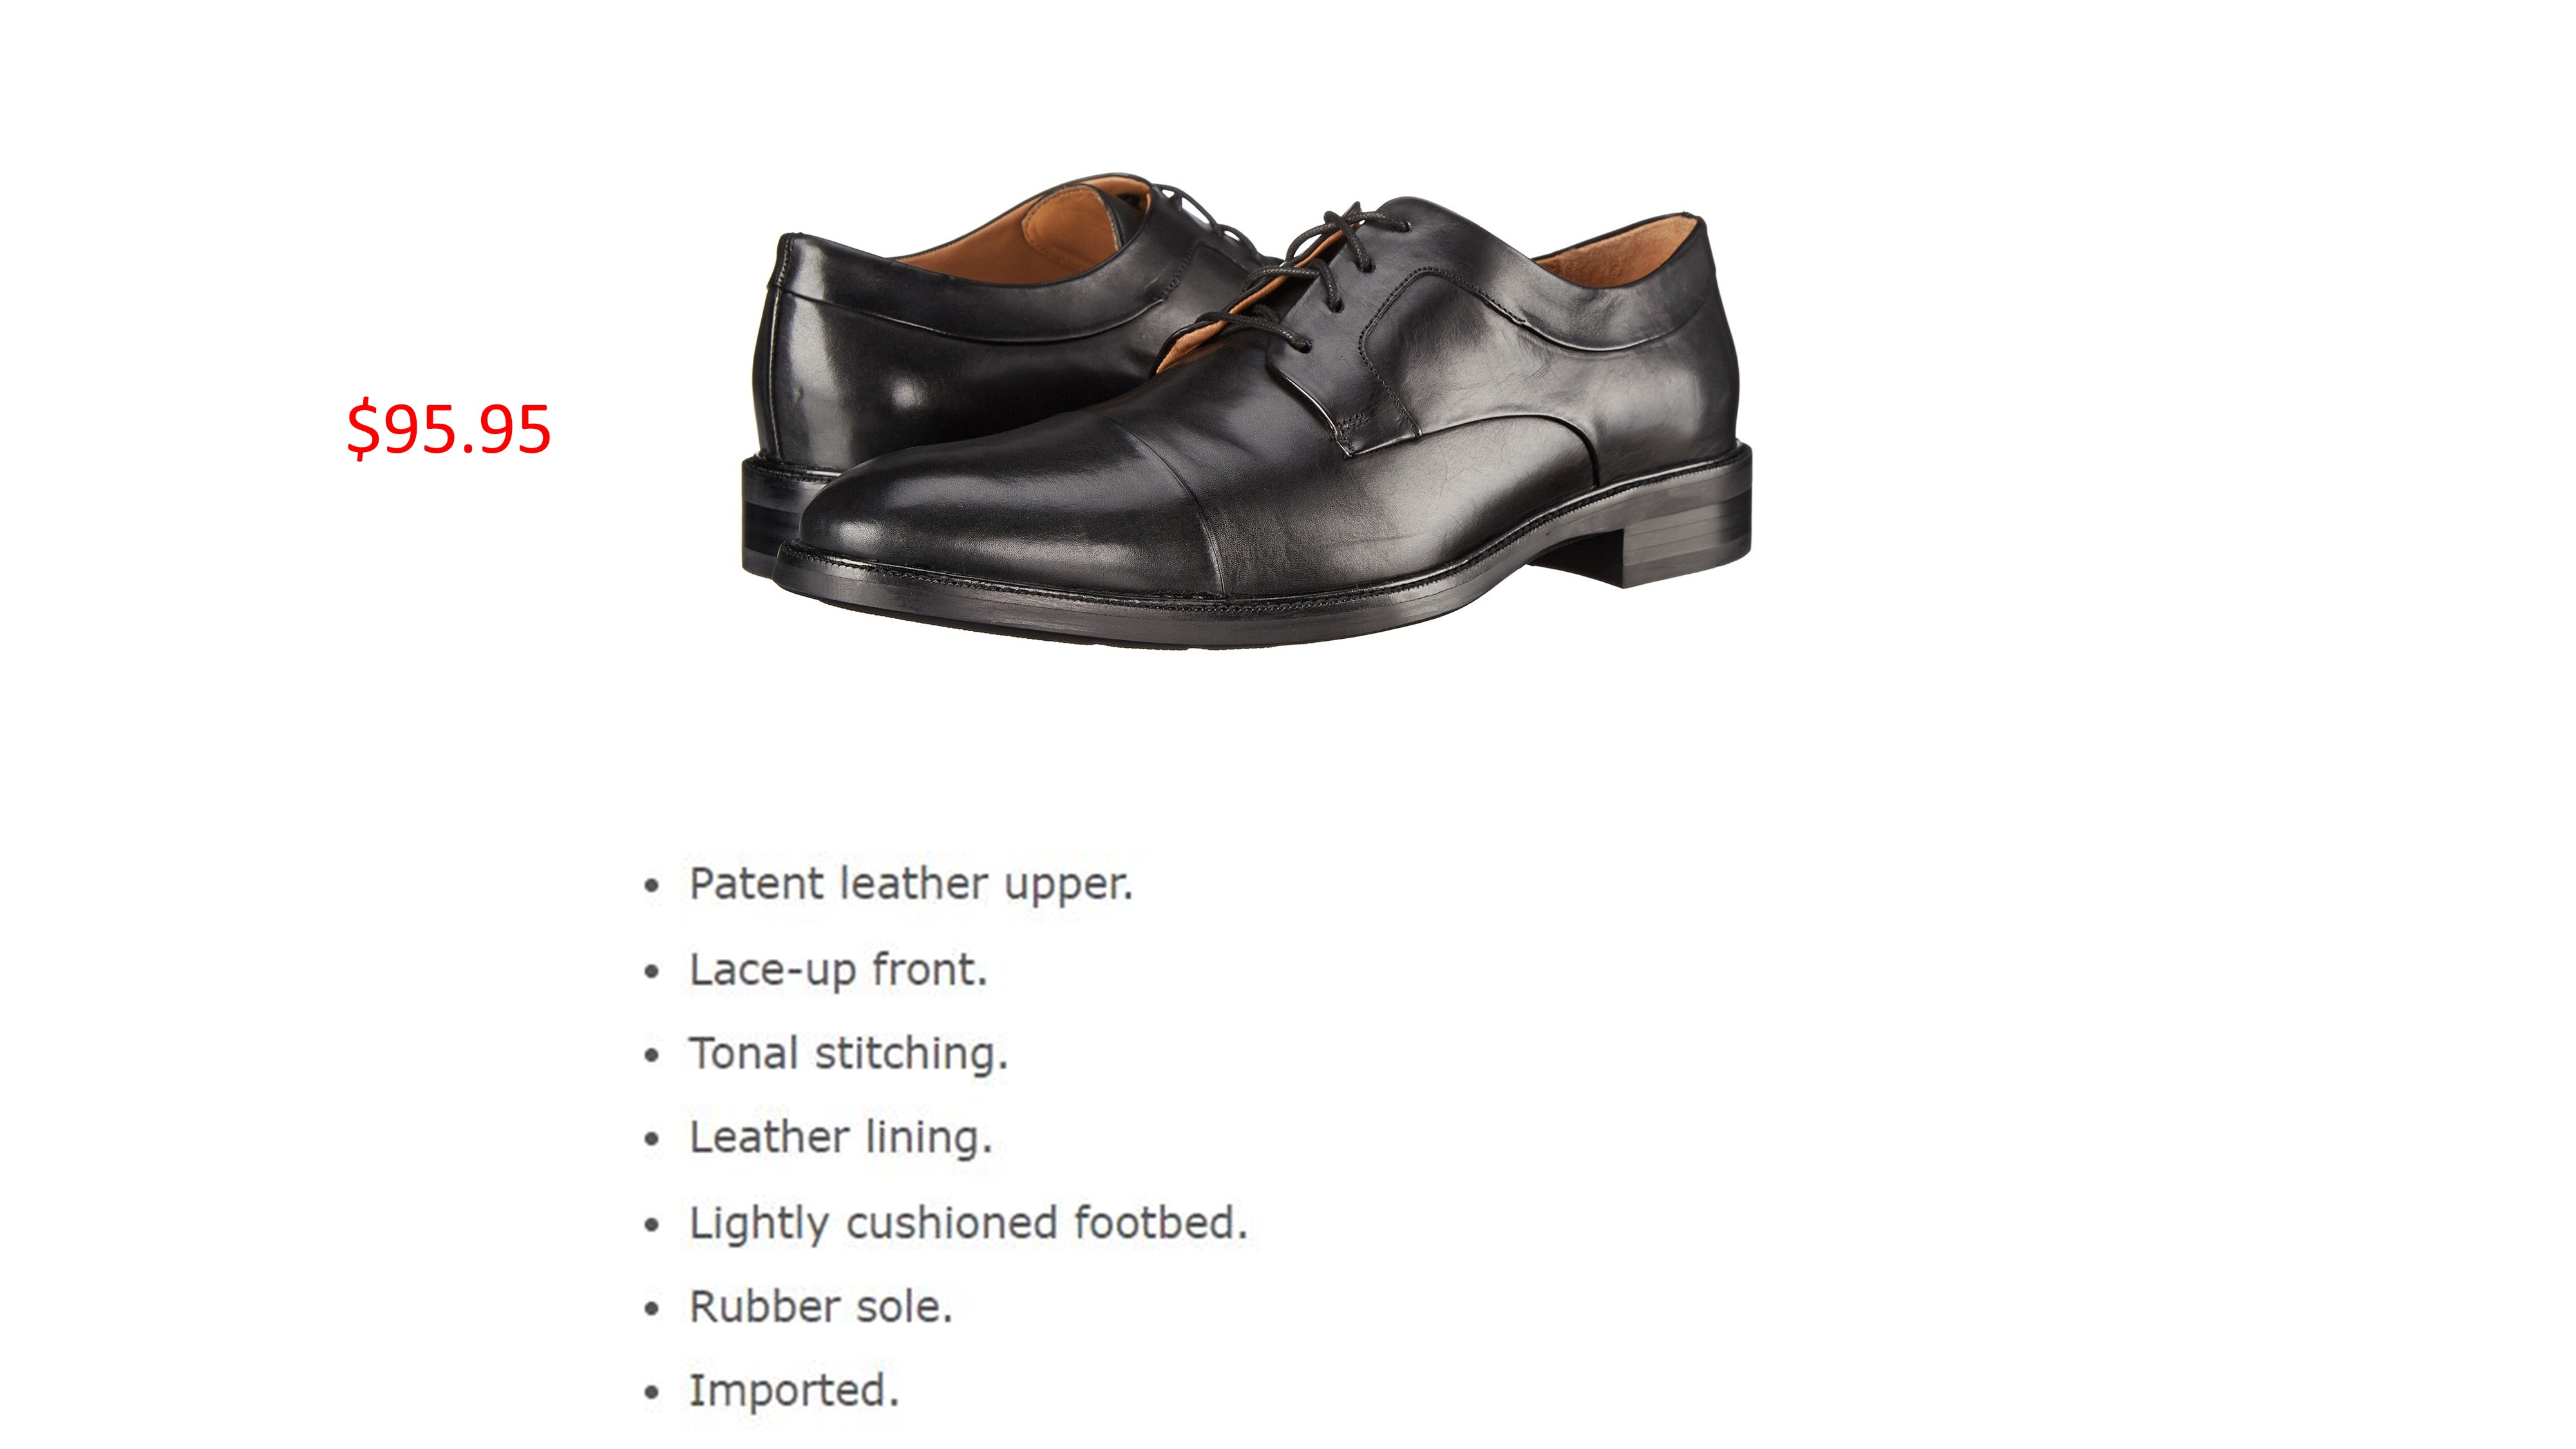 $95.95
• Patent leather upper.
• Lace-up front.
• Tonal stitching.
• Leather lining.
• Lightly cushioned footbed.
• Rubber sole.
• Imported.